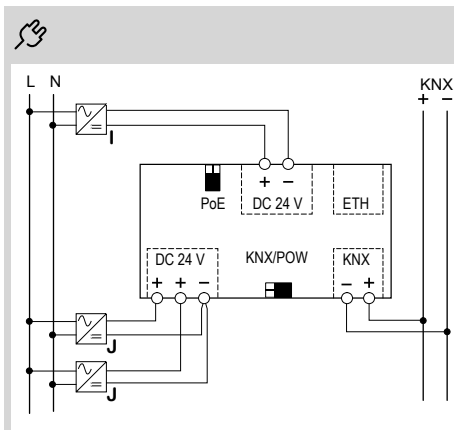 L N
KNX
+ −
I
+ −
PoE
DC 24 V
ETH
DC 24 V
KNX/POW
KNX
+ + −
− +
J
J